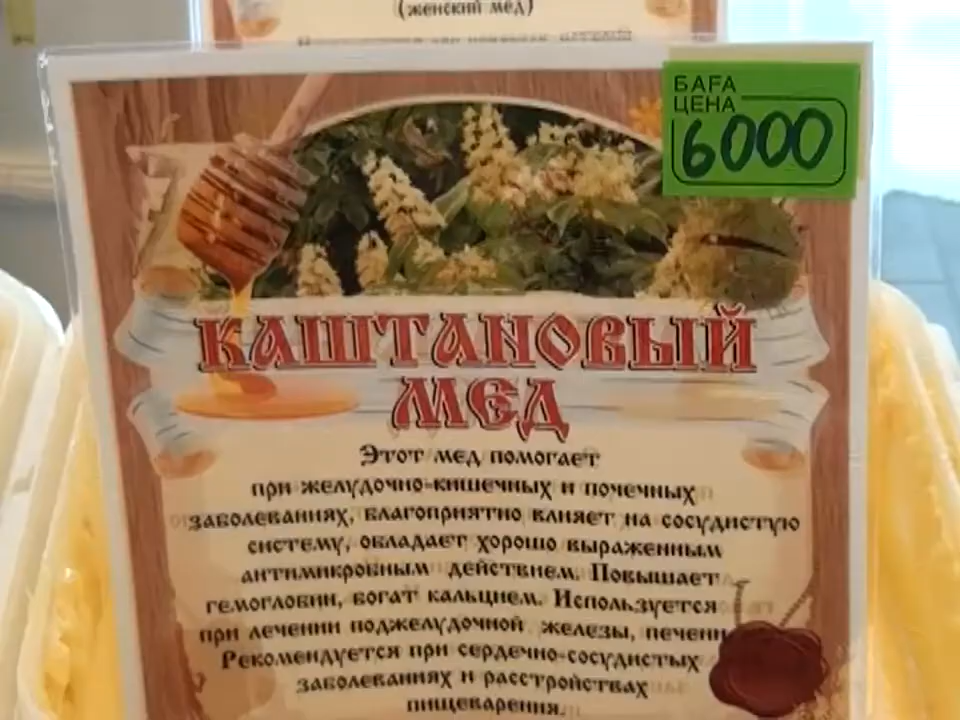 (женский мёд)
БАҒА
ЦЕНА
6000
КАШТАНОВЫЙ
МЕД
Этот мед помогает
при желудочно-кишечных и почечных
заболеваниях, благоприятно влияет на сосудистую
систему, обладает хорошо выраженным
антимикробным действием. Повышает
гемоглобин, богат кальцием. Используется
при лечении поджелудочной железы, печени
Рекомендуется при сердечно-сосудистых
заболеваниях и расстройствах
пищеварения.